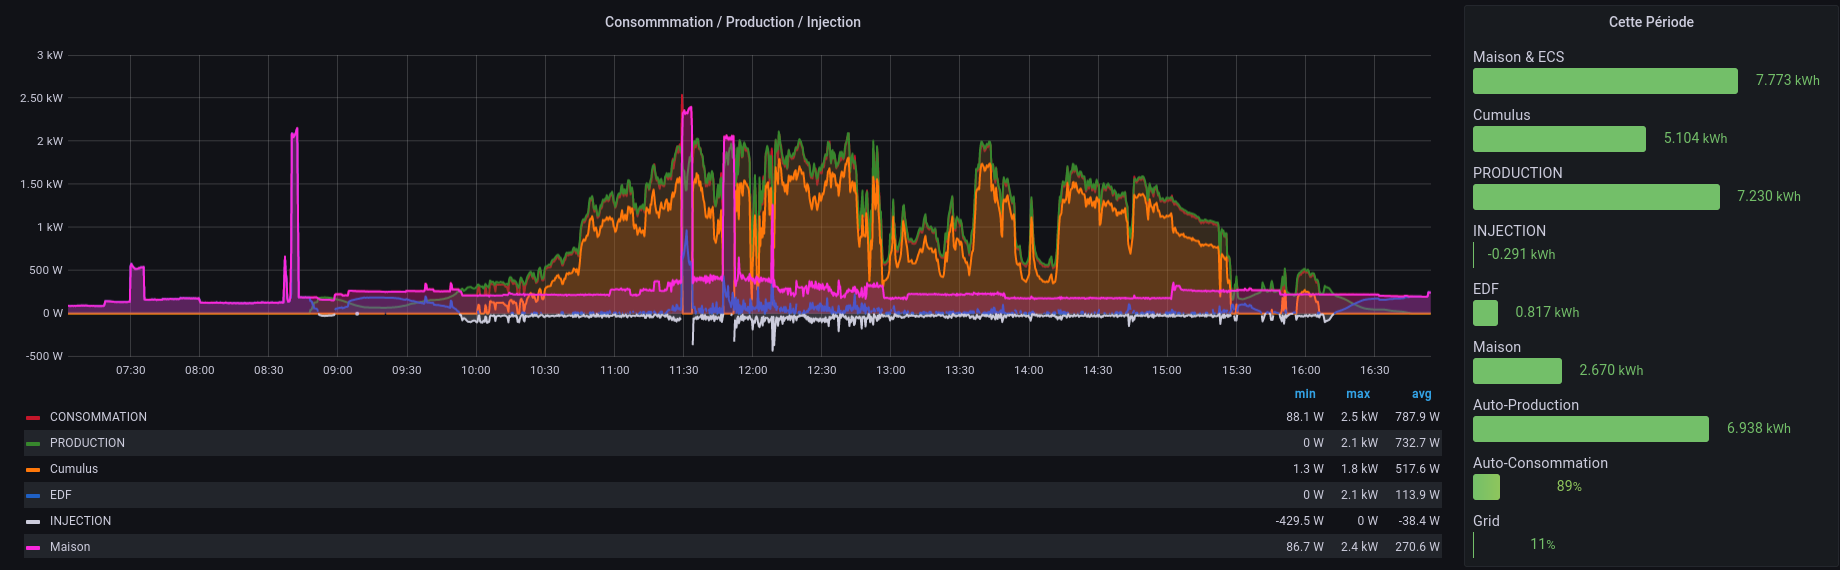 Consommmation / Production / Injection
3 kW
2.50 kW
2 kW
1.50 kW
1 kW
500 W
0 W
-500 W
07:30 08:00 08:30 09:00 09:30 10:00 10:30 11:00 11:30 12:00 12:30 13:00 13:30 14:00 14:30 15:00 15:30 16:00 16:30
min max avg
CONSOMMATION 88.1 W 2.5 kW 787.9 W
PRODUCTION 0 W 2.1 kW 732.7 W
Cumulus 1.3 W 1.8 kW 517.6 W
EDF 0 W 2.1 kW 113.9 W
INJECTION -429.5 W 0 W -38.4 W
Maison 86.7 W 2.4 kW 270.6 W
Cette Période
Maison & ECS
7.773 kWh
Cumulus
5.104 kWh
PRODUCTION
7.230 kWh
INJECTION
-0.291 kWh
EDF
0.817 kWh
Maison
2.670 kWh
Auto-Production
6.938 kWh
Auto-Consommation
89%
Grid
11%